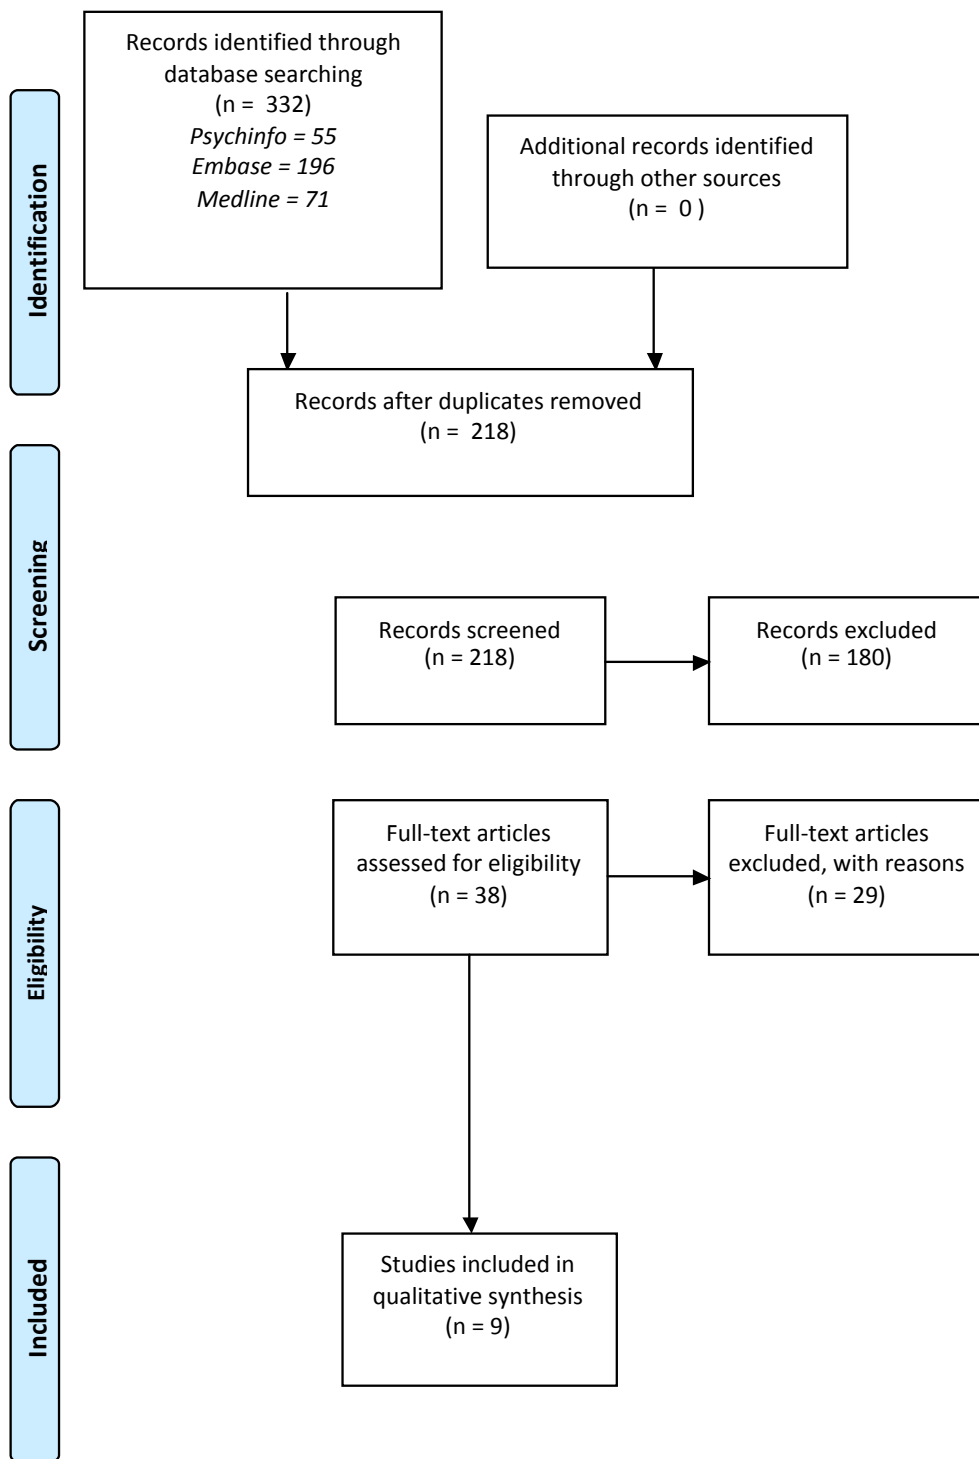 Identification
Records identified through
database searching
(n =  332)
Psychinfo = 55
Embase = 196
Medline = 71
Additional records identified
through other sources
(n =  0 )
Records after duplicates removed
(n =  218)
Screening
Records screened
(n = 218)
Records excluded
(n = 180)
Eligibility
Full-text articles
assessed for eligibility
(n = 38)
Full-text articles
excluded, with reasons
(n = 29)
Included
Studies included in
qualitative synthesis
(n = 9)